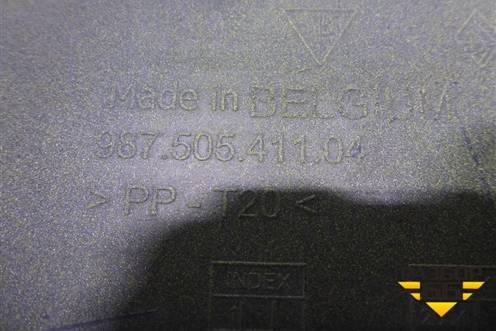 Made in BELGIUM
987.505.411.04
> PP - T20 <
INDEX